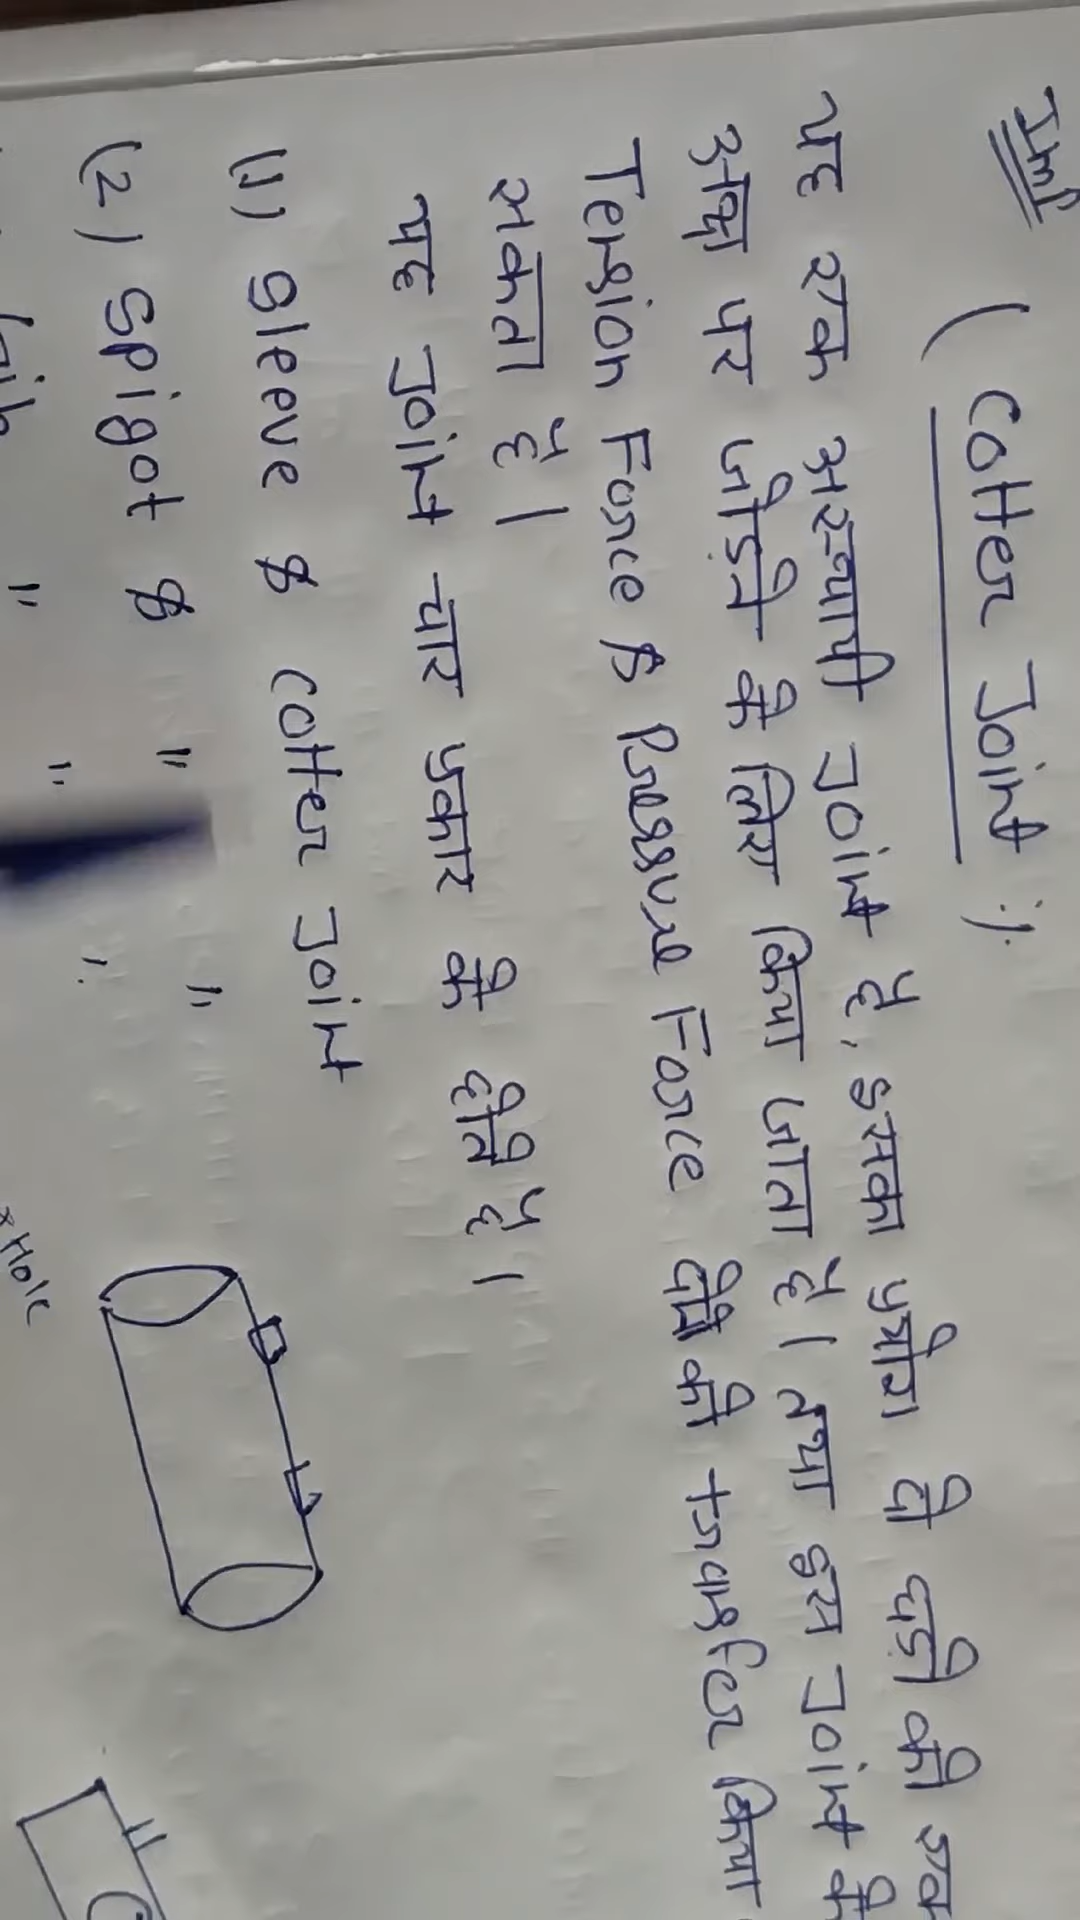 Imp
( Cotter Joint :-
यह एक अस्थायी Joint है, इसका प्रयोग दो छड़ो को एक
अक्ष पर जोड़ने के लिए किया जाता है। तथा इस Joint के
Tension Force & Pressure Force दोनो को transfer किया
सकता है।
यह Joint चार प्रकार के होते है।
(1) Sleeve & Cotter Joint
(2) Spigot & " "
" " "
Hole